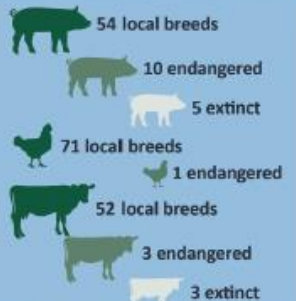 54 local breeds
10 endangered
5 extinct
71 local breeds
1 endangered
52 local breeds
3 endangered
3 extinct